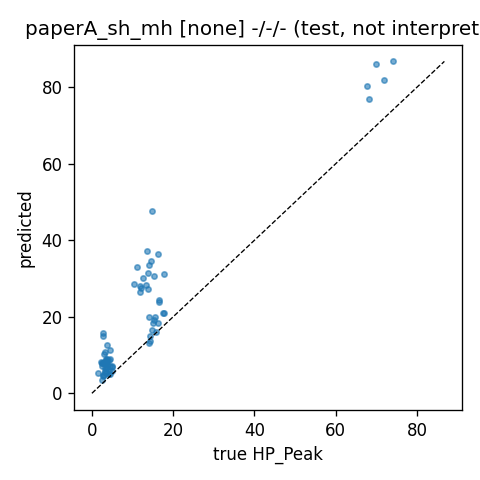 paperA_sh_mh [none] -/-/- (test, not interpret
80
60
40
20
0
predicted
0 20 40 60 80
true HP_Peak